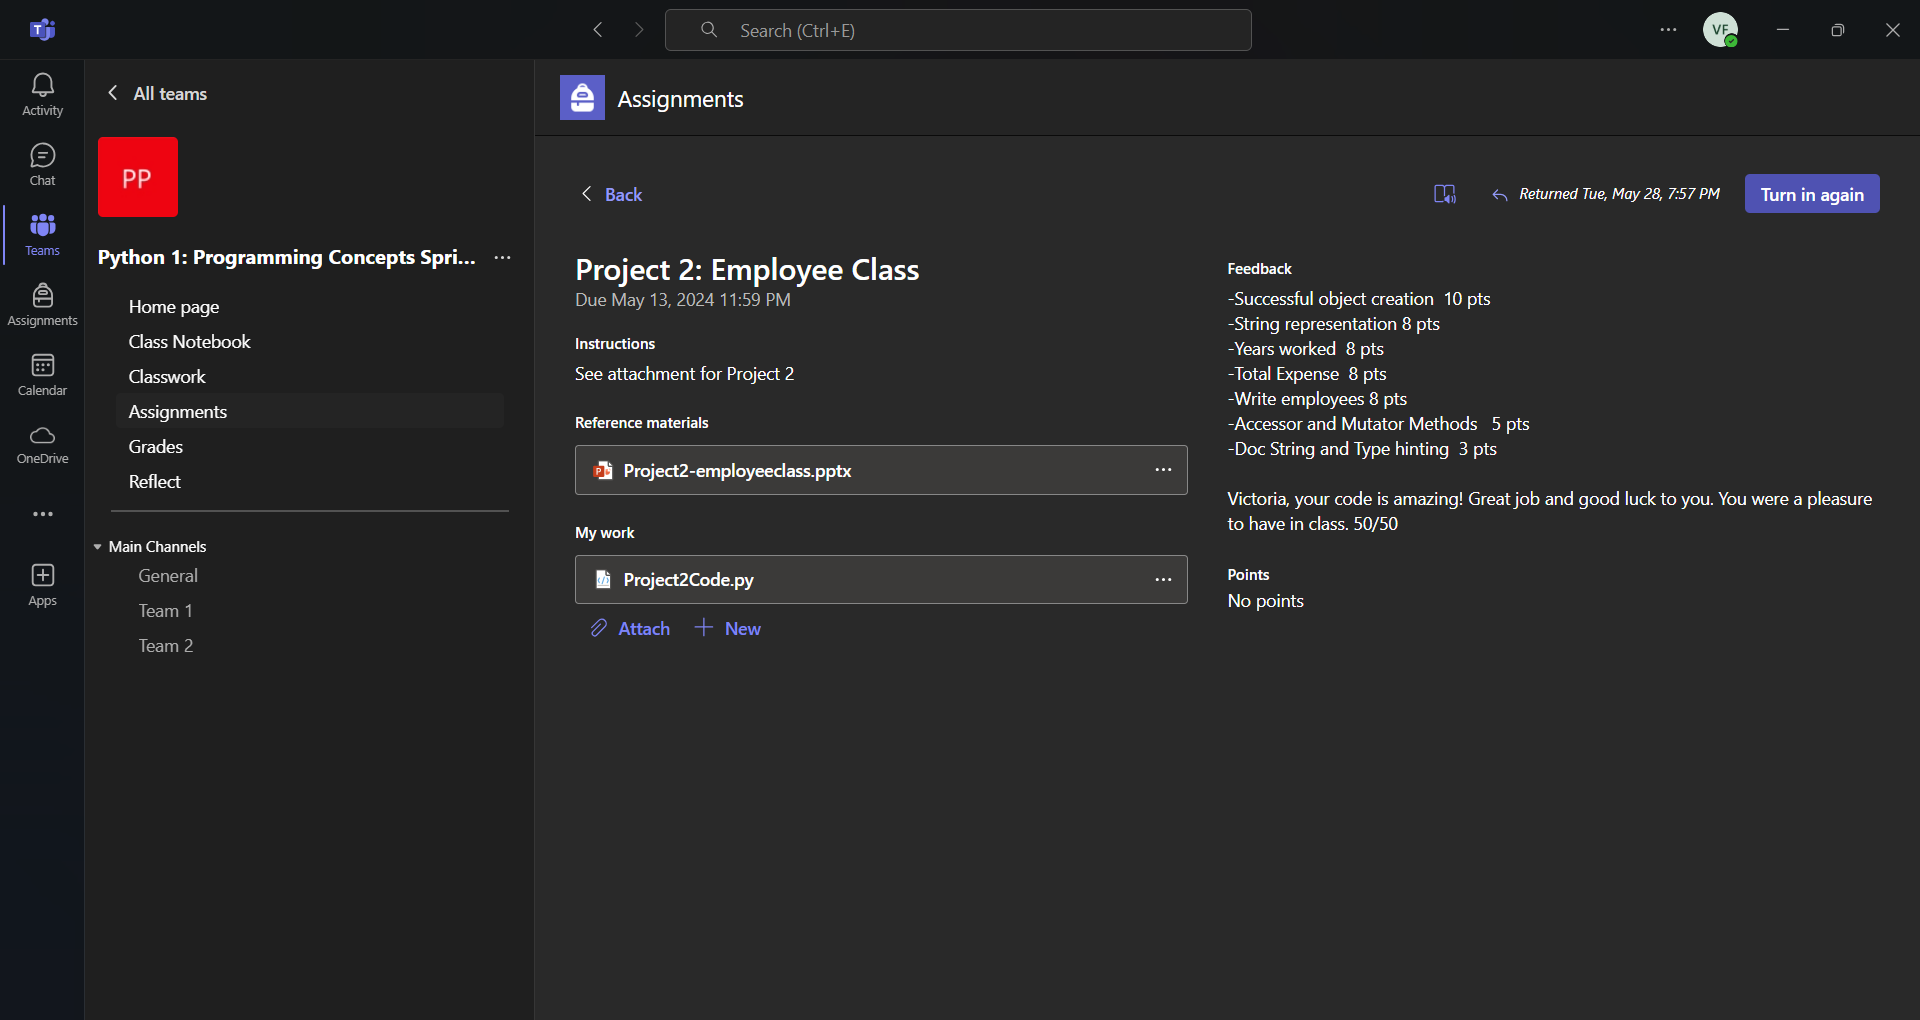 Search (Ctrl+E)
VF
Activity
Chat
Teams
Assignments
Calendar
OneDrive
Apps
All teams
PP
Python 1: Programming Concepts Spri...
Home page
Class Notebook
Classwork
Assignments
Grades
Reflect
Main Channels
General
Team 1
Team 2
Assignments
Back
Returned Tue, May 28, 7:57 PM
Turn in again
Project 2: Employee Class
Due May 13, 2024 11:59 PM
Instructions
See attachment for Project 2
Reference materials
Project2-employeeclass.pptx
My work
Project2Code.py
Attach
New
Feedback
-Successful object creation  10 pts
-String representation 8 pts
-Years worked  8 pts
-Total Expense  8 pts
-Write employees 8 pts
-Accessor and Mutator Methods   5 pts
-Doc String and Type hinting  3 pts
Victoria, your code is amazing! Great job and good luck to you. You were a pleasure
to have in class. 50/50
Points
No points